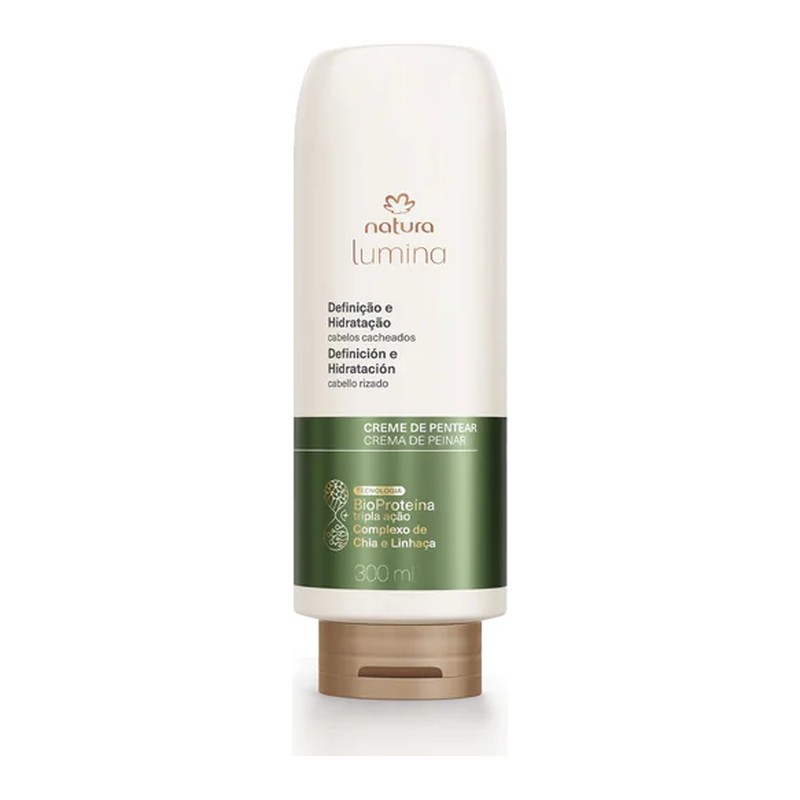 natura
lumina
Definição e
Hidratação
cabelos cacheados
Definición e
Hidratación
cabello rizado
CREME DE PENTEAR
CREMA DE PEINAR
TECNOLOGIA
BioProteína
tripla ação
Complexo de
Chia e Linhaça
300 ml